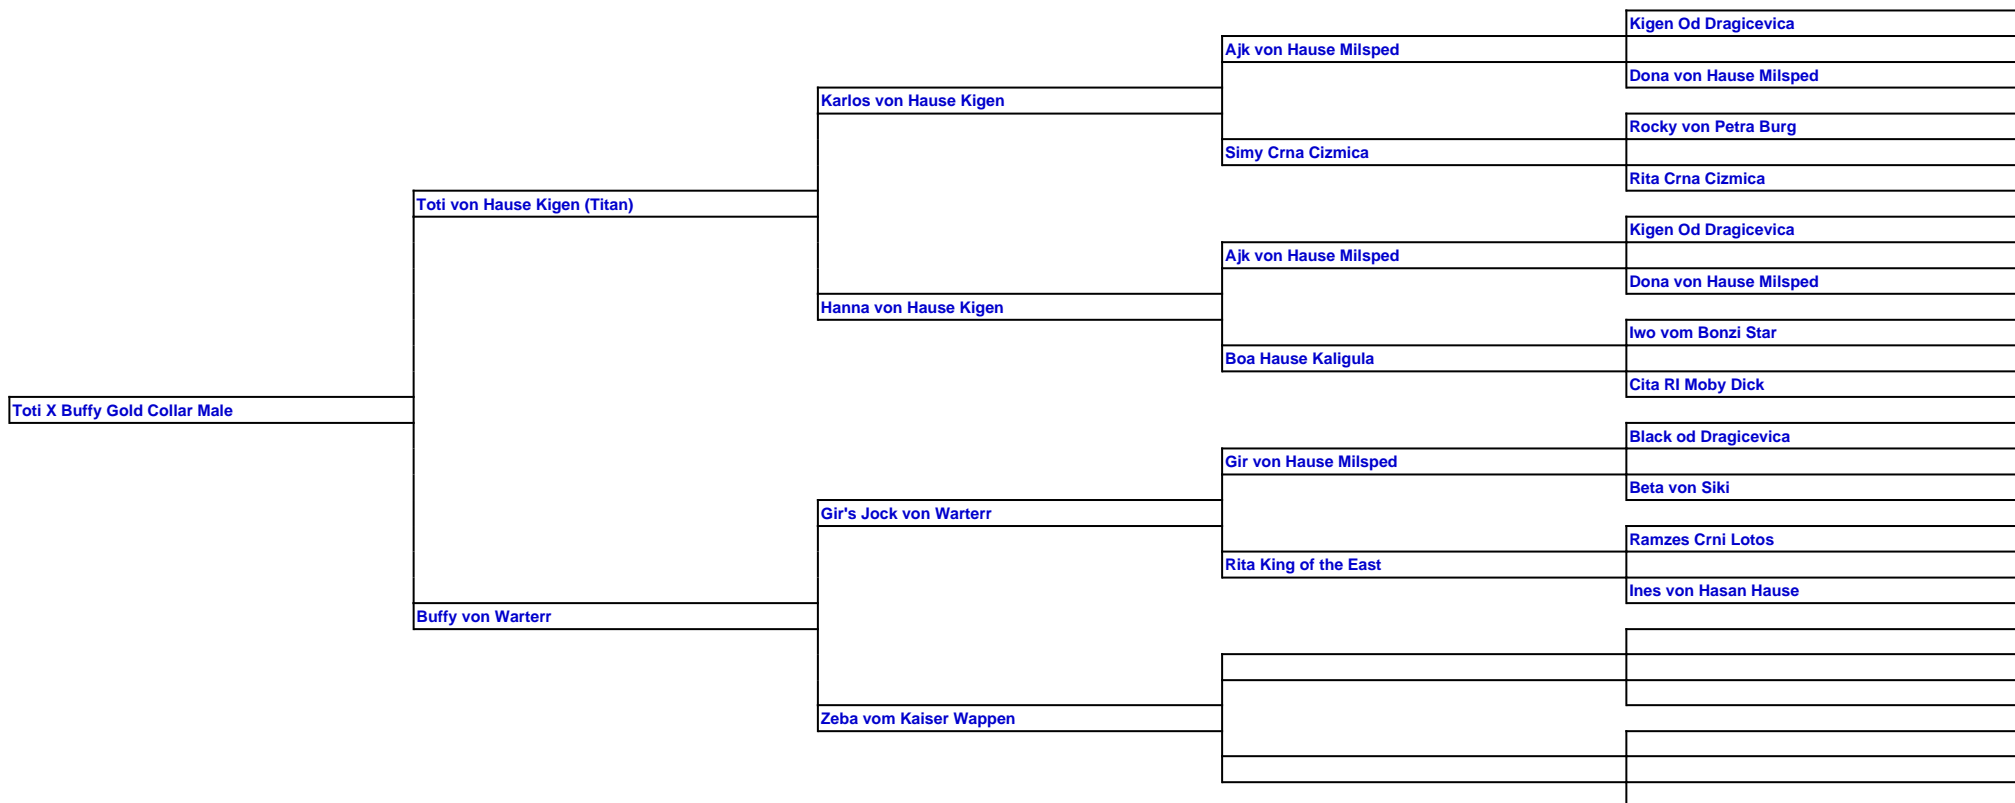 Kigen Od Dragicevica
Ajk von Hause Milsped
Dona von Hause Milsped
Karlos von Hause Kigen
Rocky von Petra Burg
Simy Crna Cizmica
Rita Crna Cizmica
Toti von Hause Kigen (Titan)
Kigen Od Dragicevica
Ajk von Hause Milsped
Dona von Hause Milsped
Hanna von Hause Kigen
Iwo vom Bonzi Star
Boa Hause Kaligula
Cita RI Moby Dick
Toti X Buffy Gold Collar Male
Black od Dragicevica
Gir von Hause Milsped
Beta von Siki
Gir's Jock von Warterr
Ramzes Crni Lotos
Rita King of the East
Ines von Hasan Hause
Buffy von Warterr
Zeba vom Kaiser Wappen